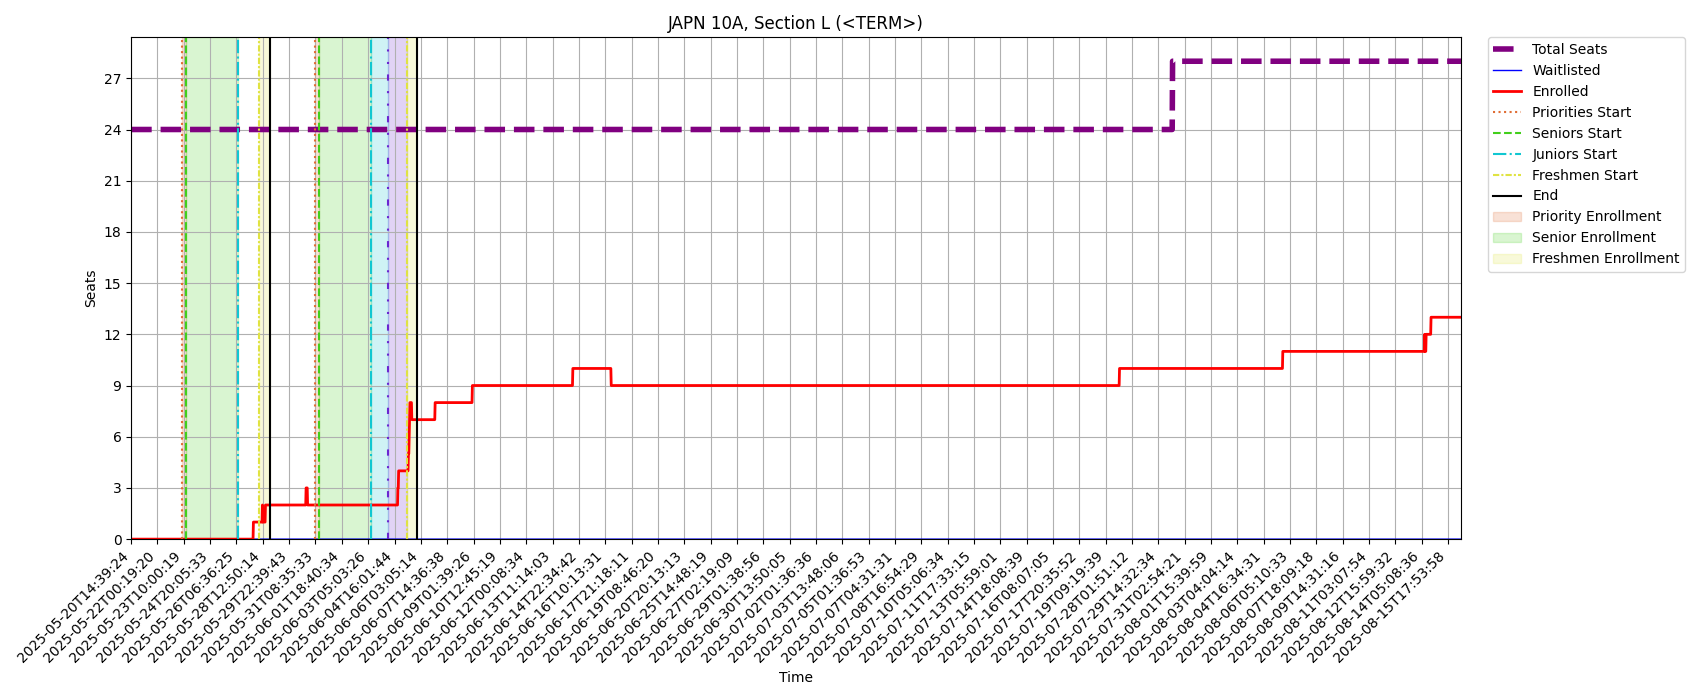 JAPN 10A, Section L (<TERM>)
Seats
27
24
21
18
15
12
9
6
3
0
2025-05-20T14:39:24
2025-05-22T00:19:20
2025-05-23T10:00:19
2025-05-24T20:05:33
2025-05-26T06:36:25
2025-05-28T12:50:14
2025-05-29T22:39:43
2025-05-31T08:35:33
2025-06-01T18:40:34
2025-06-03T05:03:26
2025-06-04T16:01:44
2025-06-06T03:05:14
2025-06-07T14:36:38
2025-06-09T01:39:26
2025-06-10T12:45:19
2025-06-12T00:08:34
2025-06-13T11:14:03
2025-06-14T22:34:42
2025-06-16T10:13:31
2025-06-17T21:18:11
2025-06-19T08:46:20
2025-06-20T20:13:13
2025-06-25T14:48:19
2025-06-27T02:19:09
2025-06-29T01:38:56
2025-06-30T13:50:05
2025-07-02T01:36:36
2025-07-03T13:48:06
2025-07-05T01:36:53
2025-07-07T04:31:31
2025-07-08T16:54:29
2025-07-10T05:06:34
2025-07-11T17:33:15
2025-07-13T05:59:01
2025-07-14T18:08:39
2025-07-16T08:07:05
2025-07-17T20:35:52
2025-07-19T09:19:39
2025-07-28T01:51:12
2025-07-29T14:32:34
2025-07-31T02:54:21
2025-08-01T15:39:59
2025-08-03T04:04:14
2025-08-04T16:34:31
2025-08-06T05:10:33
2025-08-07T18:09:18
2025-08-09T14:31:16
2025-08-11T03:07:54
2025-08-12T15:59:32
2025-08-14T05:08:36
2025-08-15T17:53:58
Time
Total Seats
Waitlisted
Enrolled
Priorities Start
Seniors Start
Juniors Start
Freshmen Start
End
Priority Enrollment
Senior Enrollment
Freshmen Enrollment